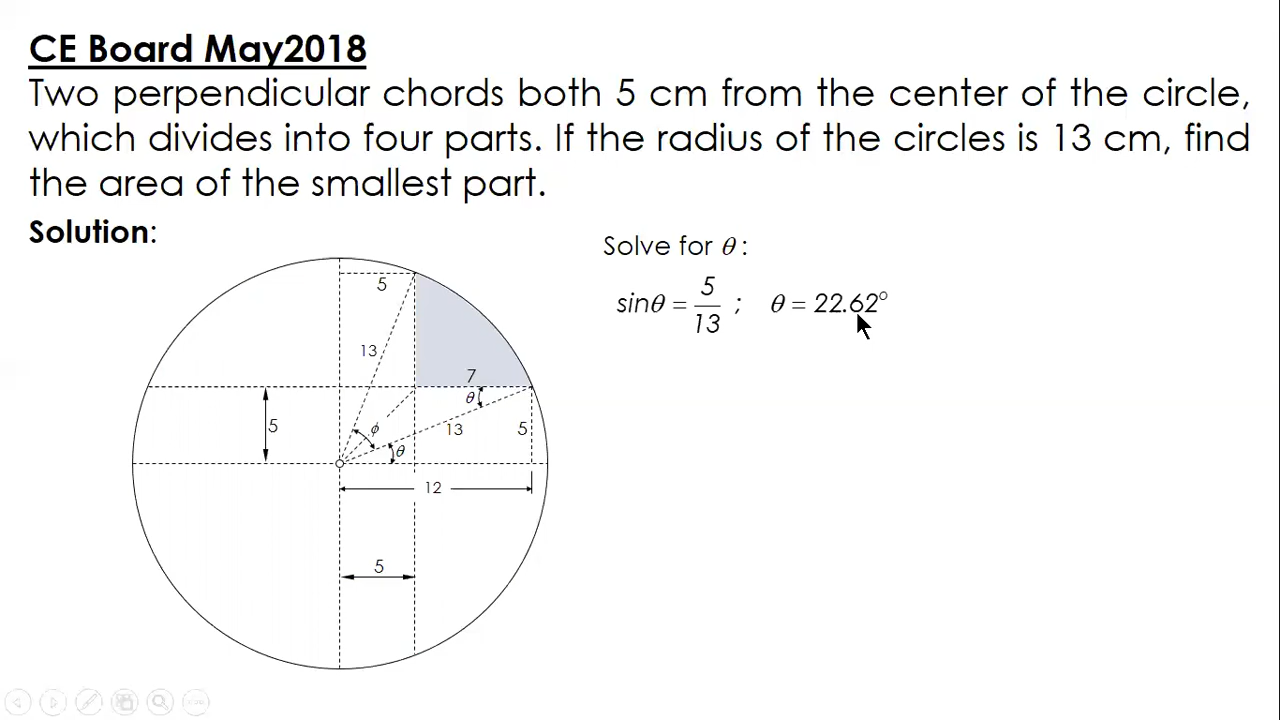 CE Board May2018
Two perpendicular chords both 5 cm from the center of the circle,
which divides into four parts. If the radius of the circles is 13 cm, find
the area of the smallest part.
Solution:
Solve for θ :
sinθ = 5/13 ; θ = 22.62°
5
13
7
θ
5
ϕ
13
5
θ
12
5